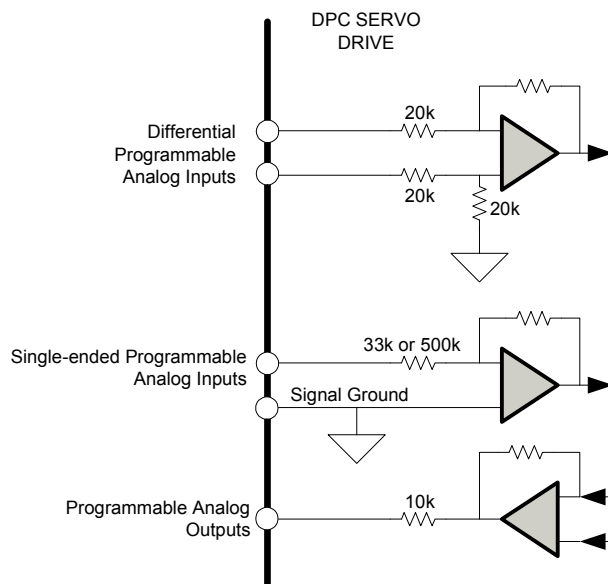 DPC SERVO
DRIVE
Differential
Programmable
Analog Inputs
20k
20k
20k
Single-ended Programmable
Analog Inputs
33k or 500k
Signal Ground
Programmable Analog
Outputs
10k